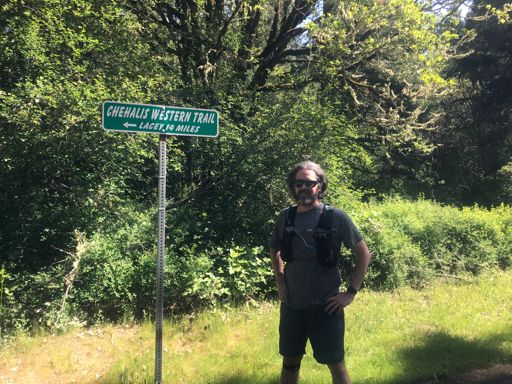 CHEHALIS WESTERN TRAIL
← LACEY 14 MILES